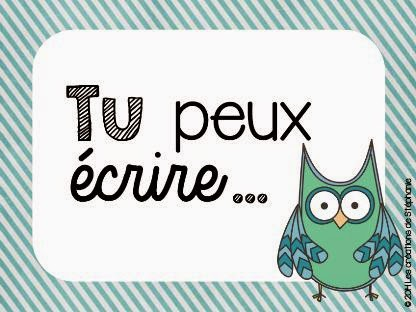 Tu peux
écrire...
© 2014 Les créations de Stéphanie